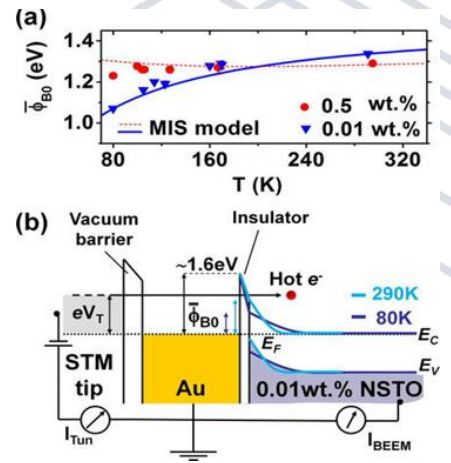 (a)
1.4
1.2
1.0
ϕ̄B0 (eV)
0.5 wt.%
MIS model
0.01 wt.%
80
160
240
320
T (K)
(b)
Vacuum
barrier
Insulator
~1.6eV
Hot e-
eVT
ϕ̄B0
290K
80K
EF
EC
EV
STM
tip
Au
0.01wt.% NSTO
ITun
IBEEM